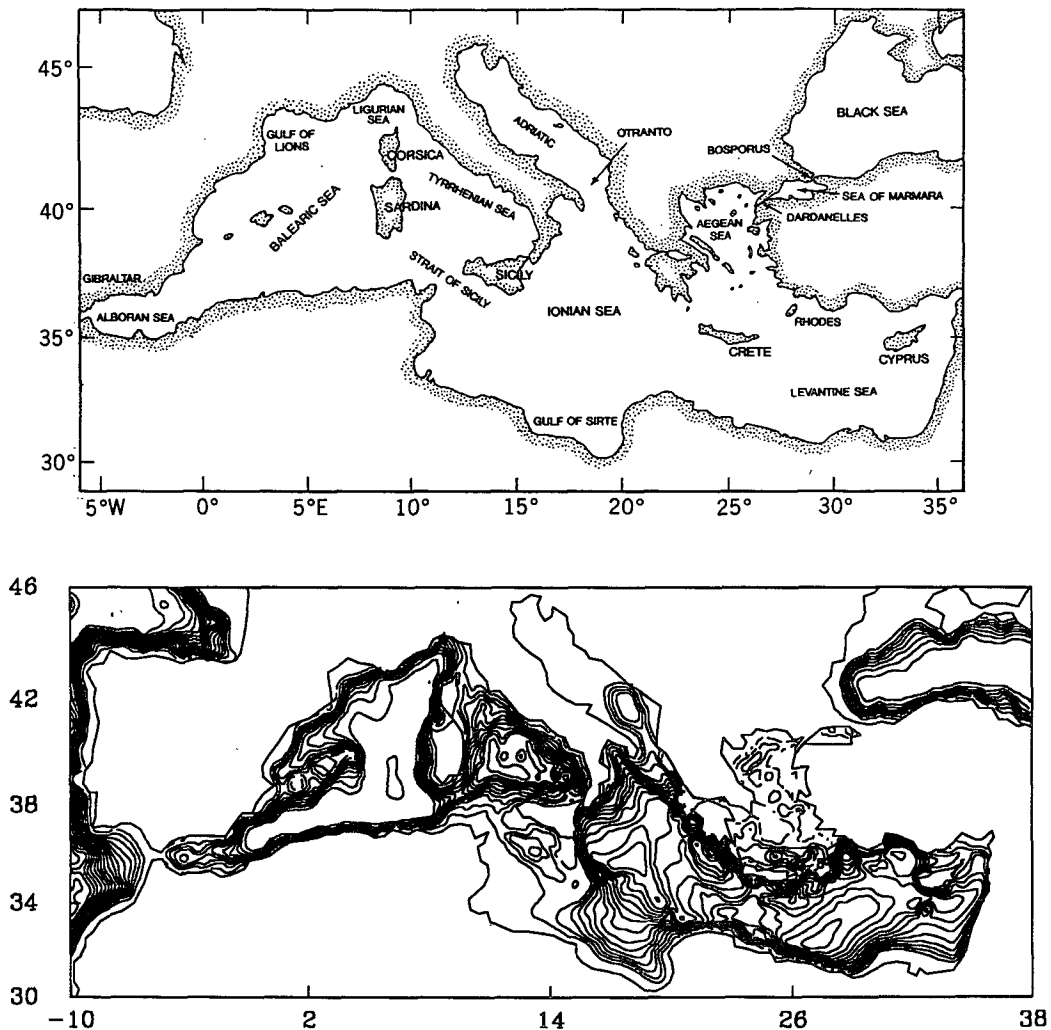 45°
40°
35°
30°
5°W
0°
5°E
10°
15°
20°
25°
30°
35°
LIGURIAN
SEA
GULF OF
LIONS
CORSICA
ADRIATIC
OTRANTO
BLACK SEA
BOSPORUS
SEA OF MARMARA
DARDANELLES
AEGEAN
SEA
TYRRHENIAN SEA
SARDINA
BALEARIC SEA
GIBRALTAR
ALBORAN SEA
STRAIT OF SICILY
SICILY
IONIAN SEA
RHODES
CRETE
CYPRUS
LEVANTINE SEA
GULF OF SIRTE
46
42
38
34
30
-10
2
14
26
38